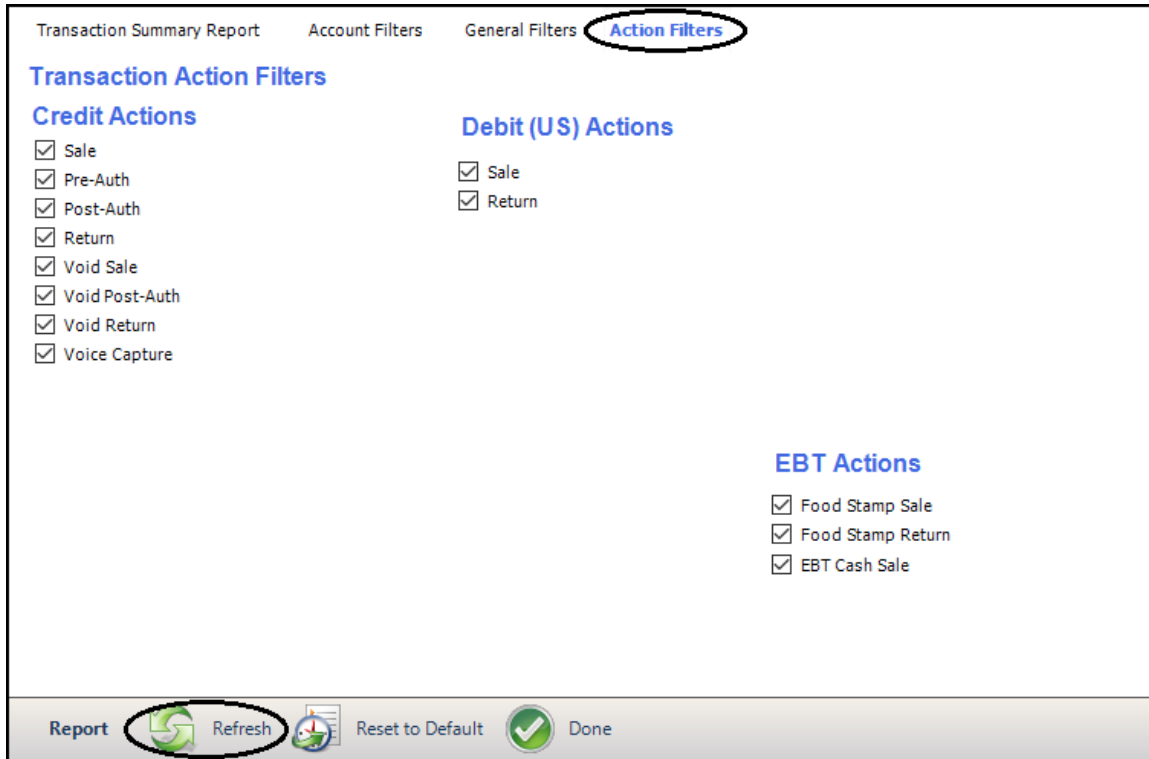 Transaction Summary Report Account Filters General Filters Action Filters
Transaction Action Filters
Credit Actions
Sale
Pre-Auth
Post-Auth
Return
Void Sale
Void Post-Auth
Void Return
Voice Capture
Debit (US) Actions
Sale
Return
EBT Actions
Food Stamp Sale
Food Stamp Return
EBT Cash Sale
Report Refresh Reset to Default Done